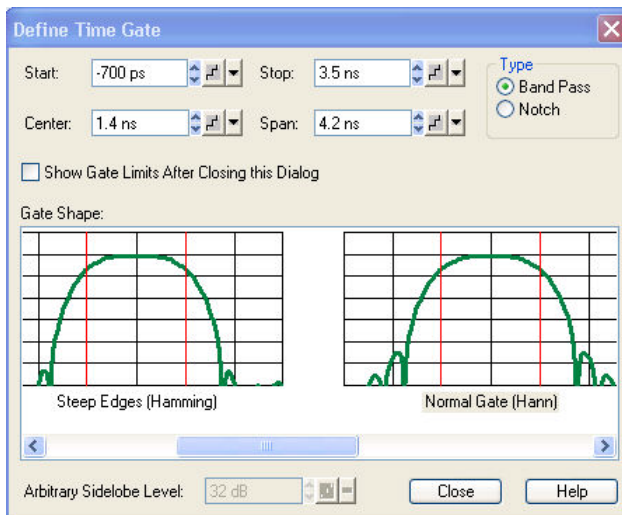 Define Time Gate
Start: -700 ps Stop: 3.5 ns
Type
Band Pass
Notch
Center: 1.4 ns Span: 4.2 ns
Show Gate Limits After Closing this Dialog
Gate Shape:
Steep Edges (Hamming) Normal Gate (Hann)
Arbitrary Sidelobe Level: 32 dB Close Help